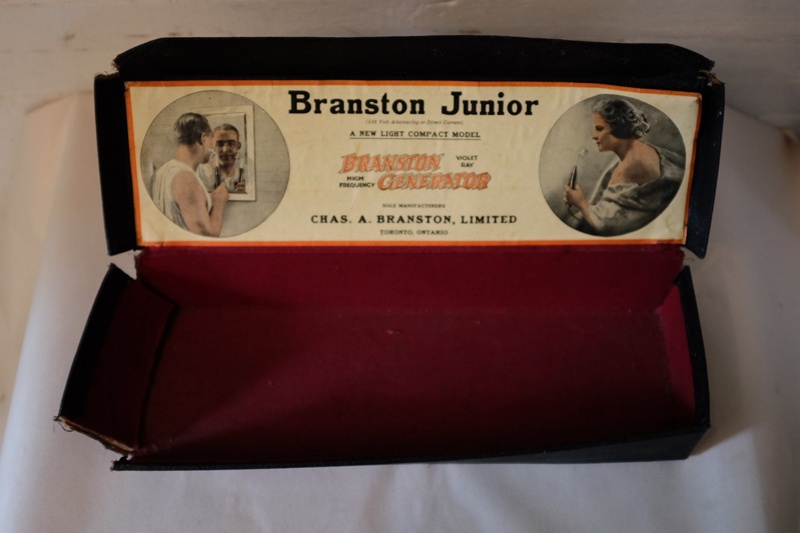 Branston Junior
(110 Volt Alternating or Direct Current)
A NEW LIGHT COMPACT MODEL
BRANSTON VIOLET RAY
HIGH FREQUENCY GENERATOR
SOLE MANUFACTURERS
CHAS. A. BRANSTON, LIMITED
TORONTO, ONTARIO